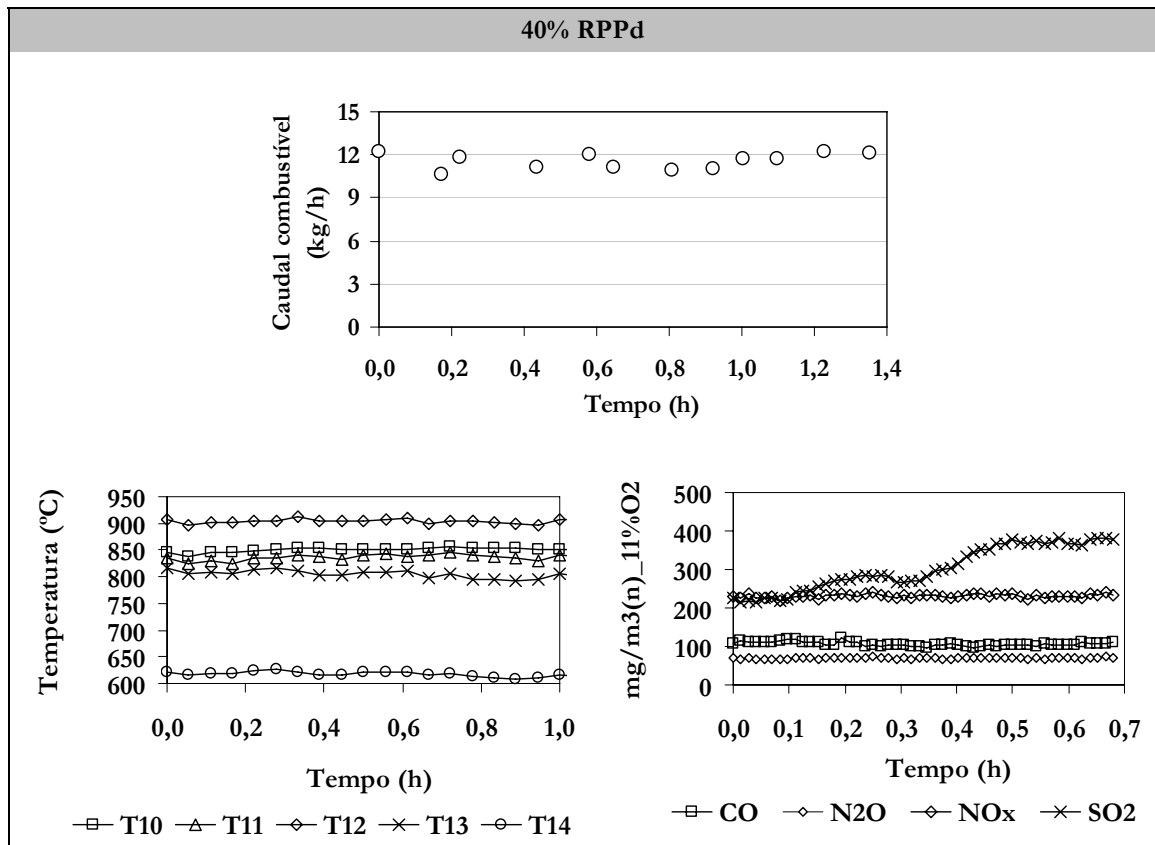 40% RPPd
Caudal combustível
(kg/h)
15
12
9
6
3
0
0,0 0,2 0,4 0,6 0,8 1,0 1,2 1,4
Tempo (h)
Temperatura (ºC)
950
900
850
800
750
700
650
600
0,0 0,2 0,4 0,6 0,8 1,0
Tempo (h)
T10 T11 T12 T13 T14
mg/m3(n)_11%O2
500
400
300
200
100
0
0,0 0,1 0,2 0,3 0,4 0,5 0,6 0,7
Tempo (h)
CO N2O NOx SO2